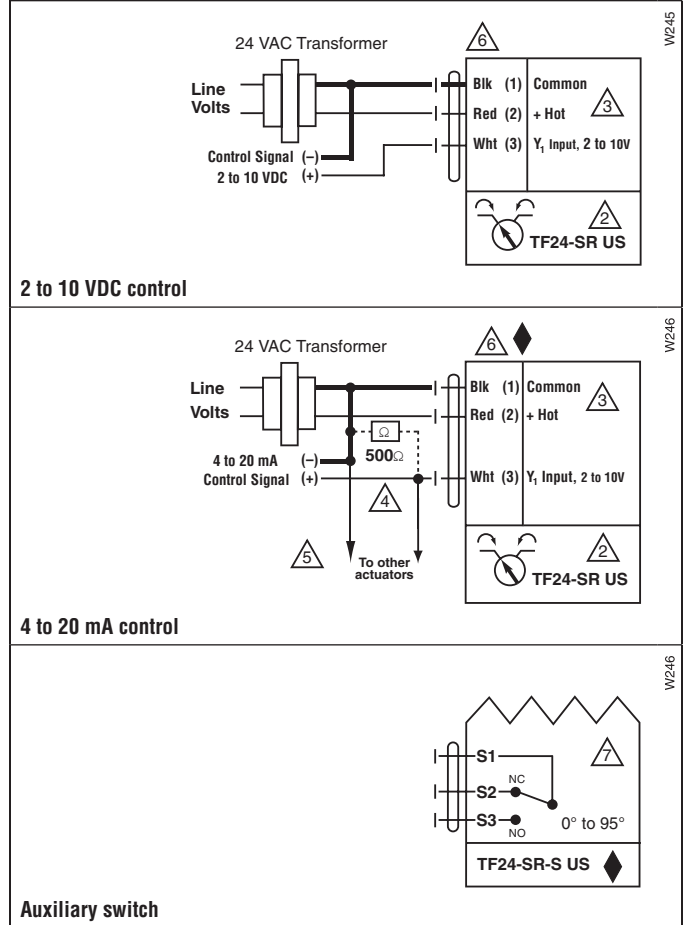 W245
24 VAC Transformer
6
Line
Volts
Blk (1) Common
3
Red (2) + Hot
Wht (3) Y₁ Input, 2 to 10V
Control Signal (–)
2 to 10 VDC (+)
2
TF24-SR US
2 to 10 VDC control
W246
24 VAC Transformer
6
Line
Volts
Blk (1) Common
3
Red (2) + Hot
Ω
500Ω
4 to 20 mA (–)
Control Signal (+)
Wht (3) Y₁ Input, 2 to 10V
4
5
To other
actuators
2
TF24-SR US
4 to 20 mA control
W246
S1
7
NC
S2
S3
NO
0° to 95°
TF24-SR-S US
Auxiliary switch